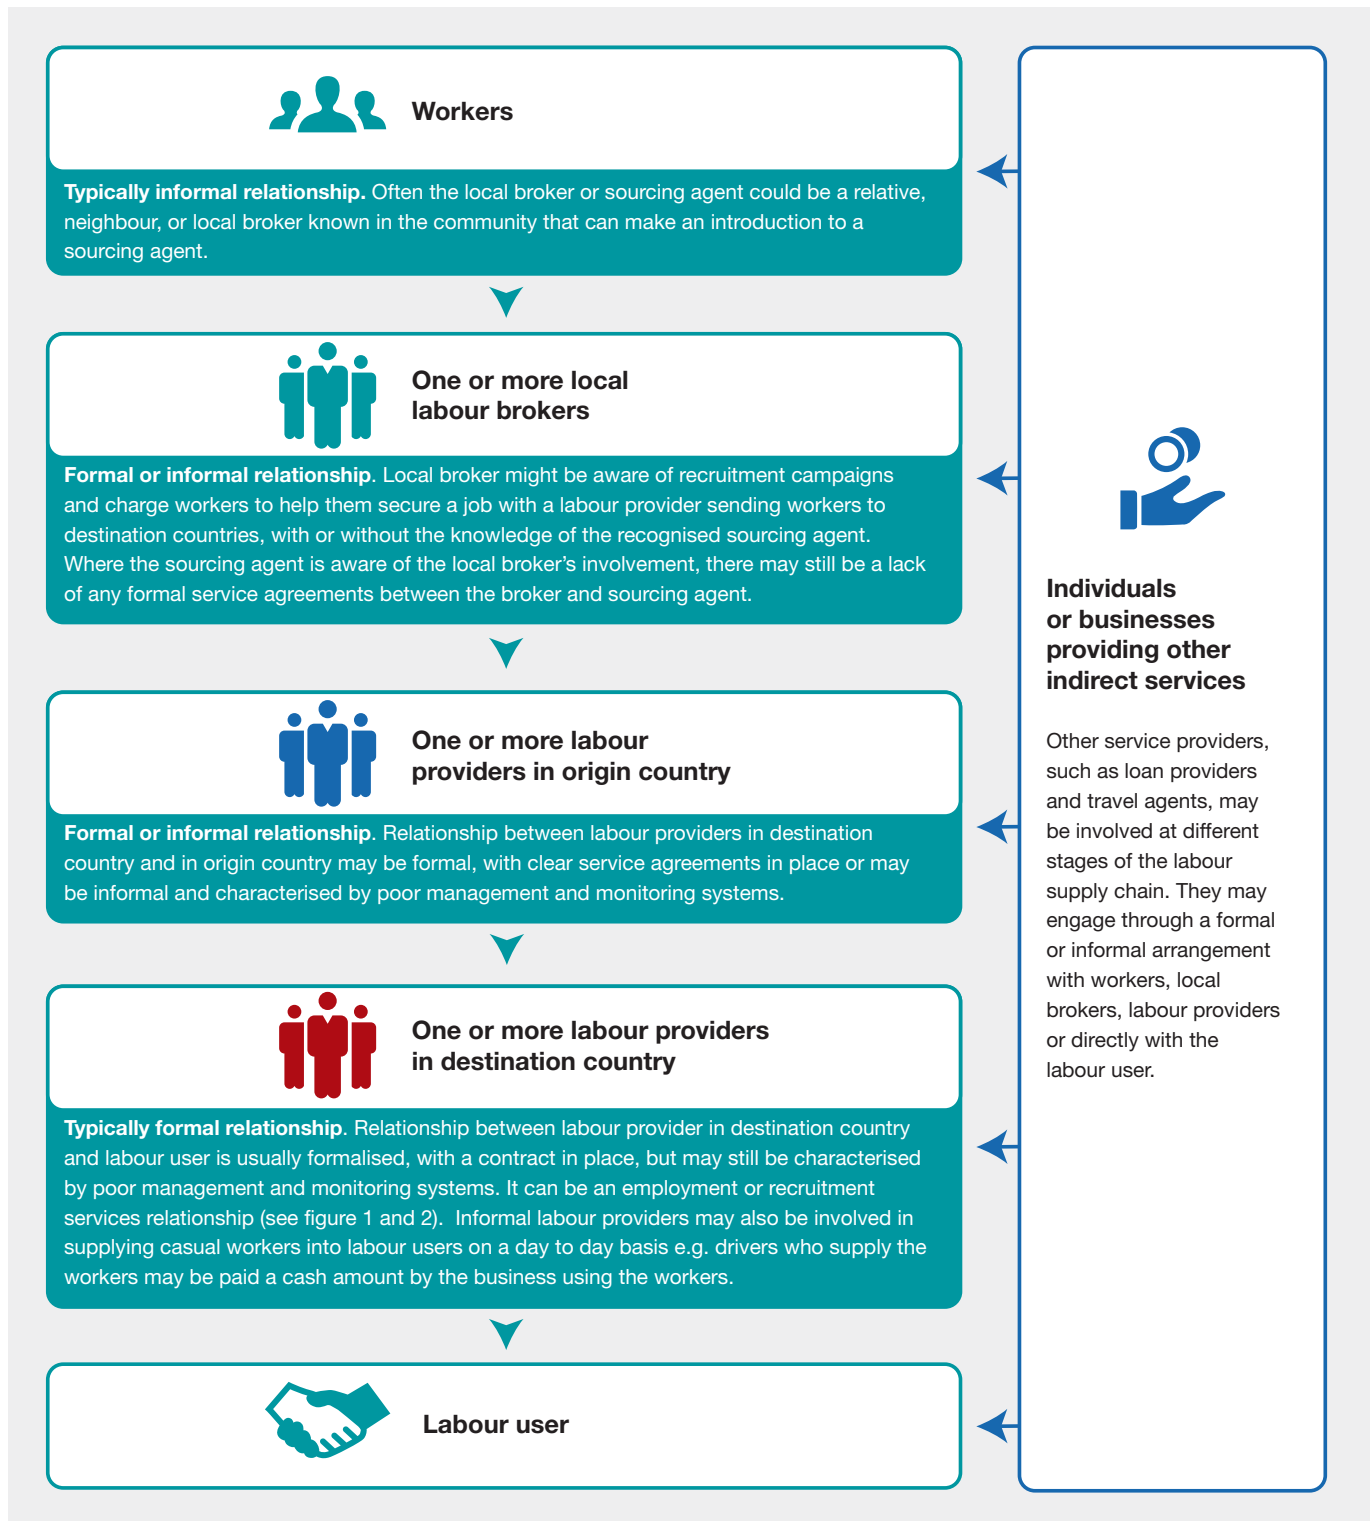 Workers
Typically informal relationship. Often the local broker or sourcing agent could be a relative,
neighbour, or local broker known in the community that can make an introduction to a
sourcing agent.
One or more local
labour brokers
Formal or informal relationship. Local broker might be aware of recruitment campaigns
and charge workers to help them secure a job with a labour provider sending workers to
destination countries, with or without the knowledge of the recognised sourcing agent.
Where the sourcing agent is aware of the local broker’s involvement, there may still be a lack
of any formal service agreements between the broker and sourcing agent.
One or more labour
providers in origin country
Formal or informal relationship. Relationship between labour providers in destination
country and in origin country may be formal, with clear service agreements in place or may
be informal and characterised by poor management and monitoring systems.
One or more labour providers
in destination country
Typically formal relationship. Relationship between labour provider in destination country
and labour user is usually formalised, with a contract in place, but may still be characterised
by poor management and monitoring systems. It can be an employment or recruitment
services relationship (see figure 1 and 2).  Informal labour providers may also be involved in
supplying casual workers into labour users on a day to day basis e.g. drivers who supply the
workers may be paid a cash amount by the business using the workers.
Labour user
Individuals
or businesses
providing other
indirect services
Other service providers,
such as loan providers
and travel agents, may
be involved at different
stages of the labour
supply chain. They may
engage through a formal
or informal arrangement
with workers, local
brokers, labour providers
or directly with the
labour user.